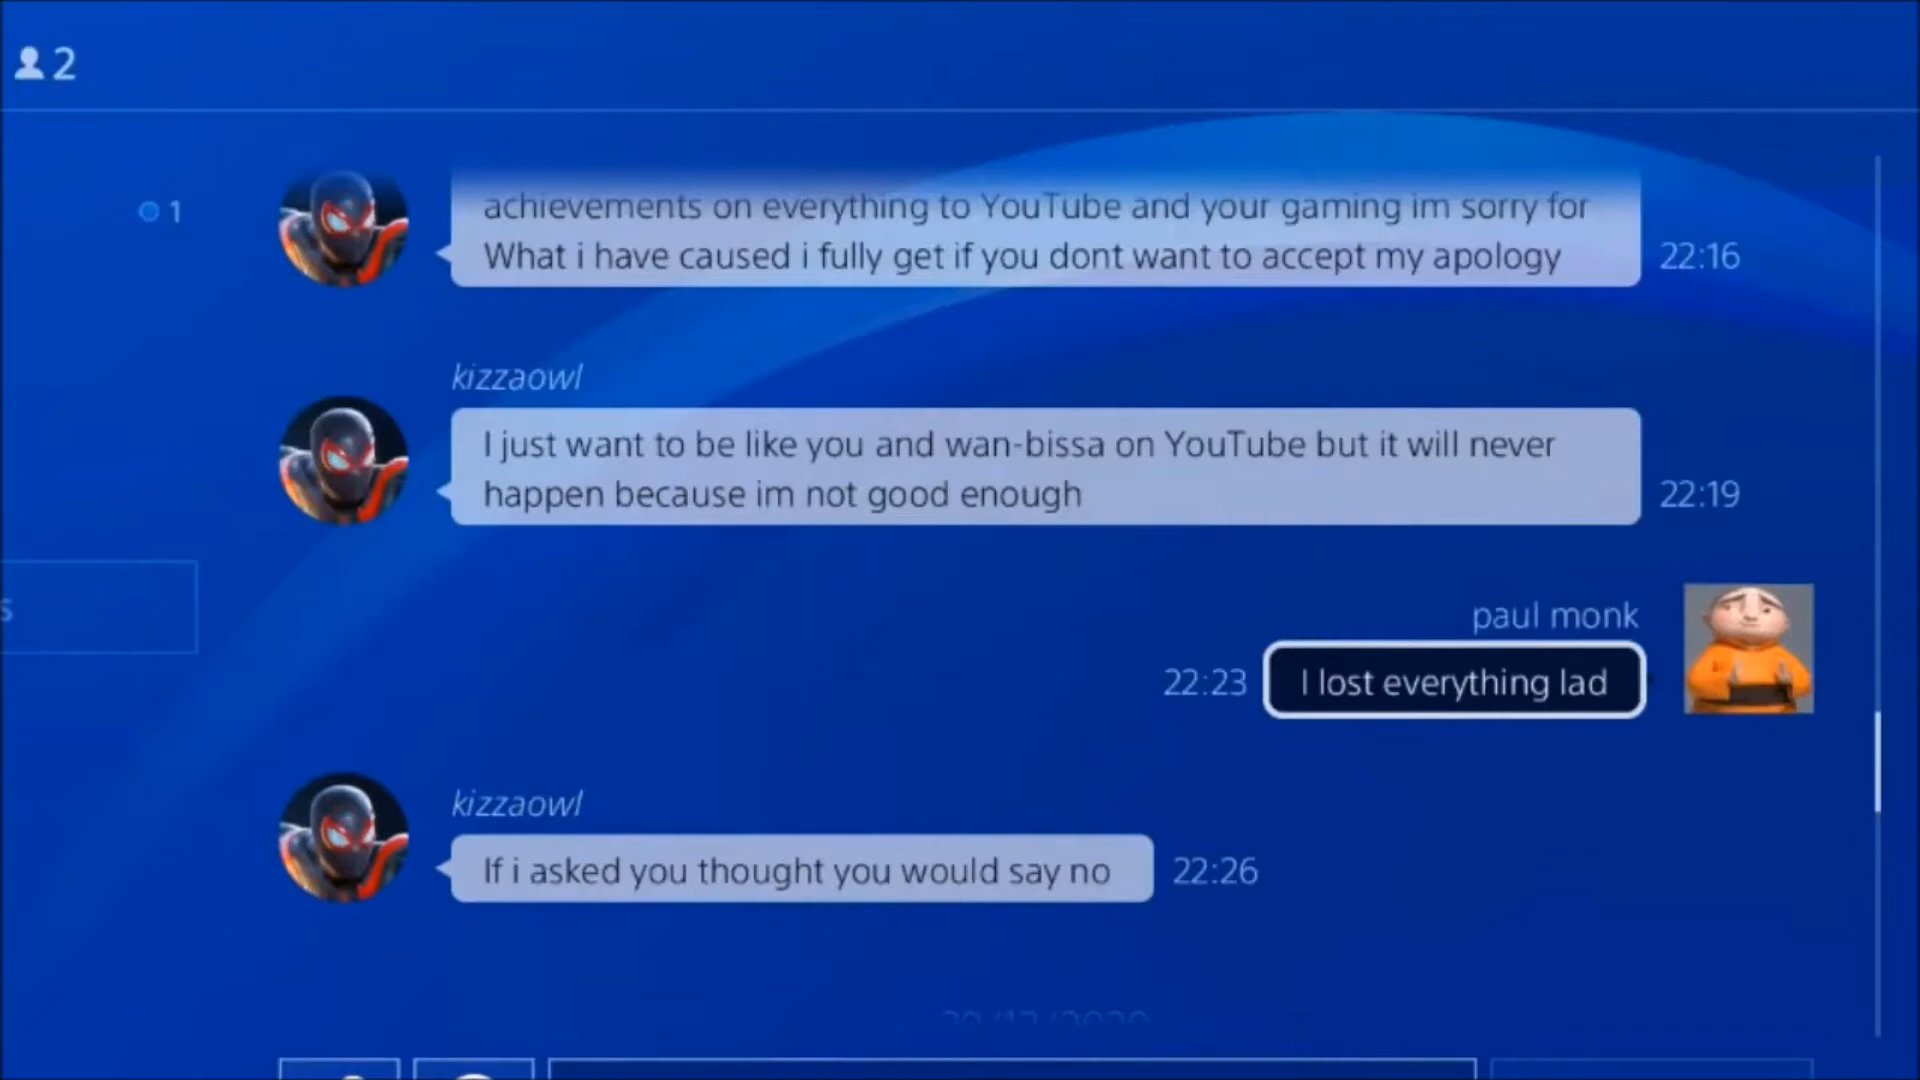 2
1
achievements on everything to YouTube and your gaming im sorry for
What i have caused i fully get if you dont want to accept my apology
22:16
kizzaowl
I just want to be like you and wan-bissa on YouTube but it will never
happen because im not good enough
22:19
s
paul monk
22:23
I lost everything lad
kizzaowl
If i asked you thought you would say no
22:26